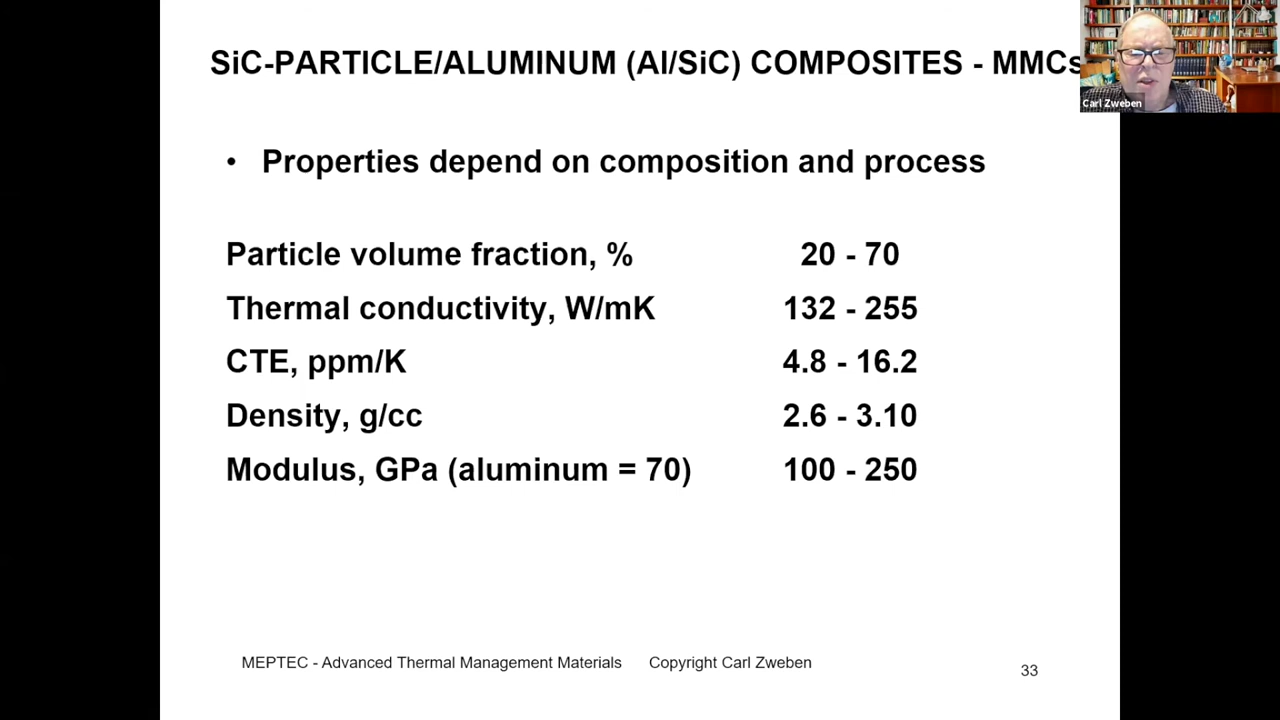 SiC-PARTICLE/ALUMINUM (Al/SiC) COMPOSITES - MMCs
Carl Zweben
• Properties depend on composition and process
Particle volume fraction, % 20 - 70
Thermal conductivity, W/mK 132 - 255
CTE, ppm/K 4.8 - 16.2
Density, g/cc 2.6 - 3.10
Modulus, GPa (aluminum = 70) 100 - 250
MEPTEC - Advanced Thermal Management Materials Copyright Carl Zweben
33